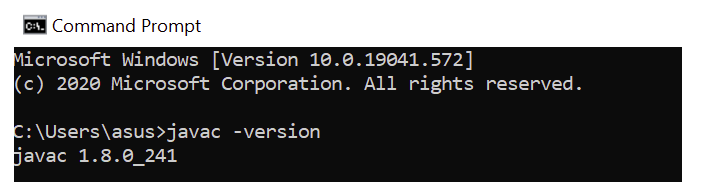 C:\. Command Prompt
Microsoft Windows [Version 10.0.19041.572]
(c) 2020 Microsoft Corporation. All rights reserved.
C:\Users\asus>javac -version
javac 1.8.0_241